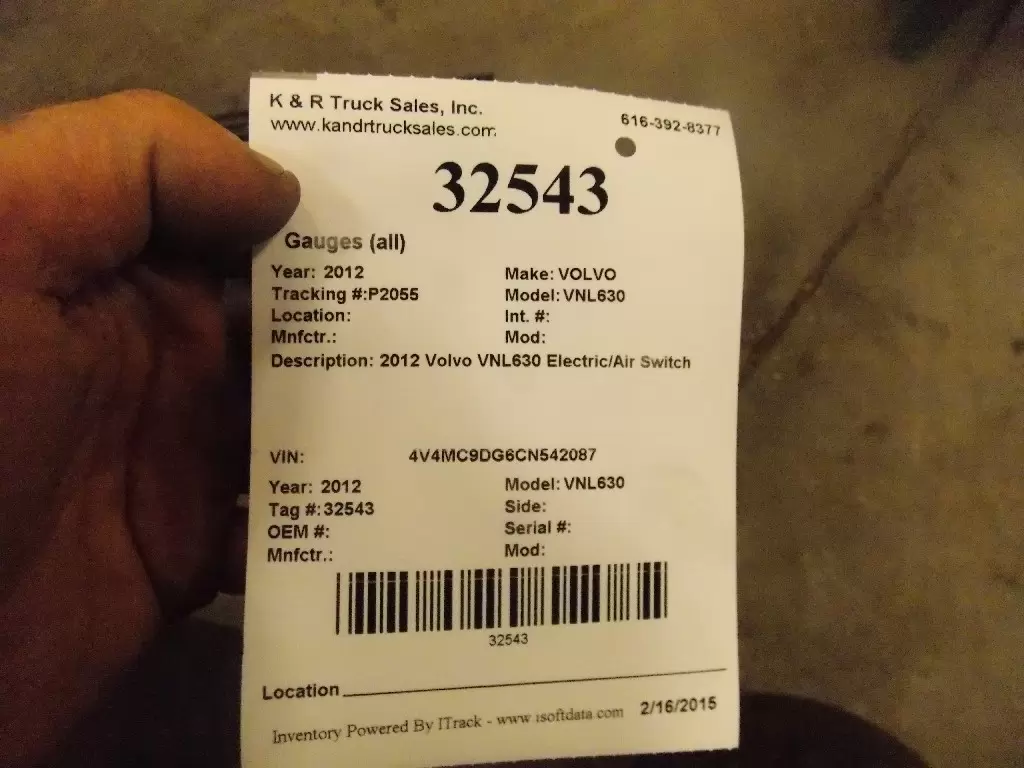 K & R Truck Sales, Inc.
www.kandrtrucksales.com
616-392-8377
32543
Gauges (all)
Year: 2012 Make: VOLVO
Tracking #:P2055 Model: VNL630
Location: Int. #:
Mnfctr.: Mod:
Description: 2012 Volvo VNL630 Electric/Air Switch
VIN: 4V4MC9DG6CN542087
Year: 2012 Model: VNL630
Tag #: 32543 Side:
OEM #: Serial #:
Mnfctr.: Mod:
32543
Location
Inventory Powered By ITrack - www isoftdata com 2/16/2015